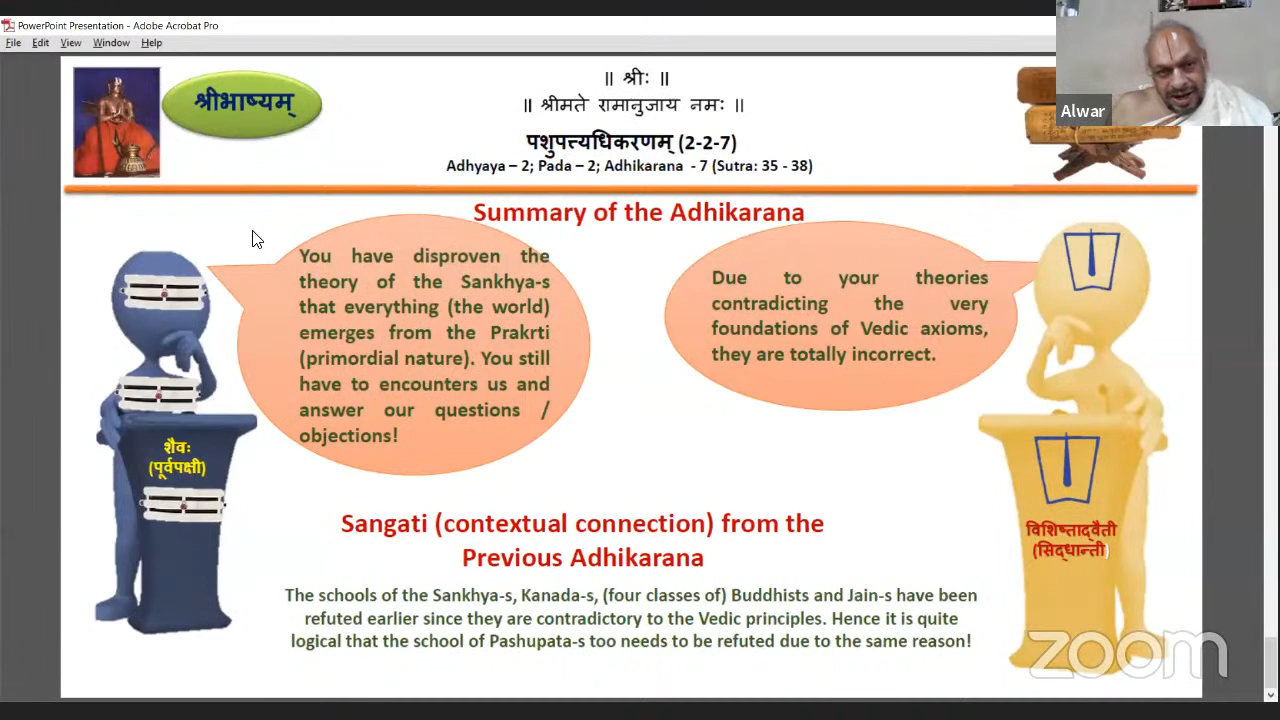 PowerPoint Presentation - Adobe Acrobat Pro
File Edit View Window Help
Alwar
श्रीभाष्यम्
॥ श्रीः ॥
॥ श्रीमते रामानुजाय नमः ॥
पशुपत्त्यधिकरणम् (2-2-7)
Adhyaya – 2; Pada – 2; Adhikarana - 7 (Sutra: 35 - 38)
Summary of the Adhikarana
You have disproven the
theory of the Sankhya-s
that everything (the world)
emerges from the Prakrti
(primordial nature). You still
have to encounters us and
answer our questions /
objections!
Due to your theories
contradicting the very
foundations of Vedic axioms,
they are totally incorrect.
शैवः
(पूर्वपक्षी)
विशिष्ताद्वैती
(सिद्धान्ती)
Sangati (contextual connection) from the
Previous Adhikarana
The schools of the Sankhya-s, Kanada-s, (four classes of) Buddhists and Jain-s have been
refuted earlier since they are contradictory to the Vedic principles. Hence it is quite
logical that the school of Pashupata-s too needs to be refuted due to the same reason!
zoom